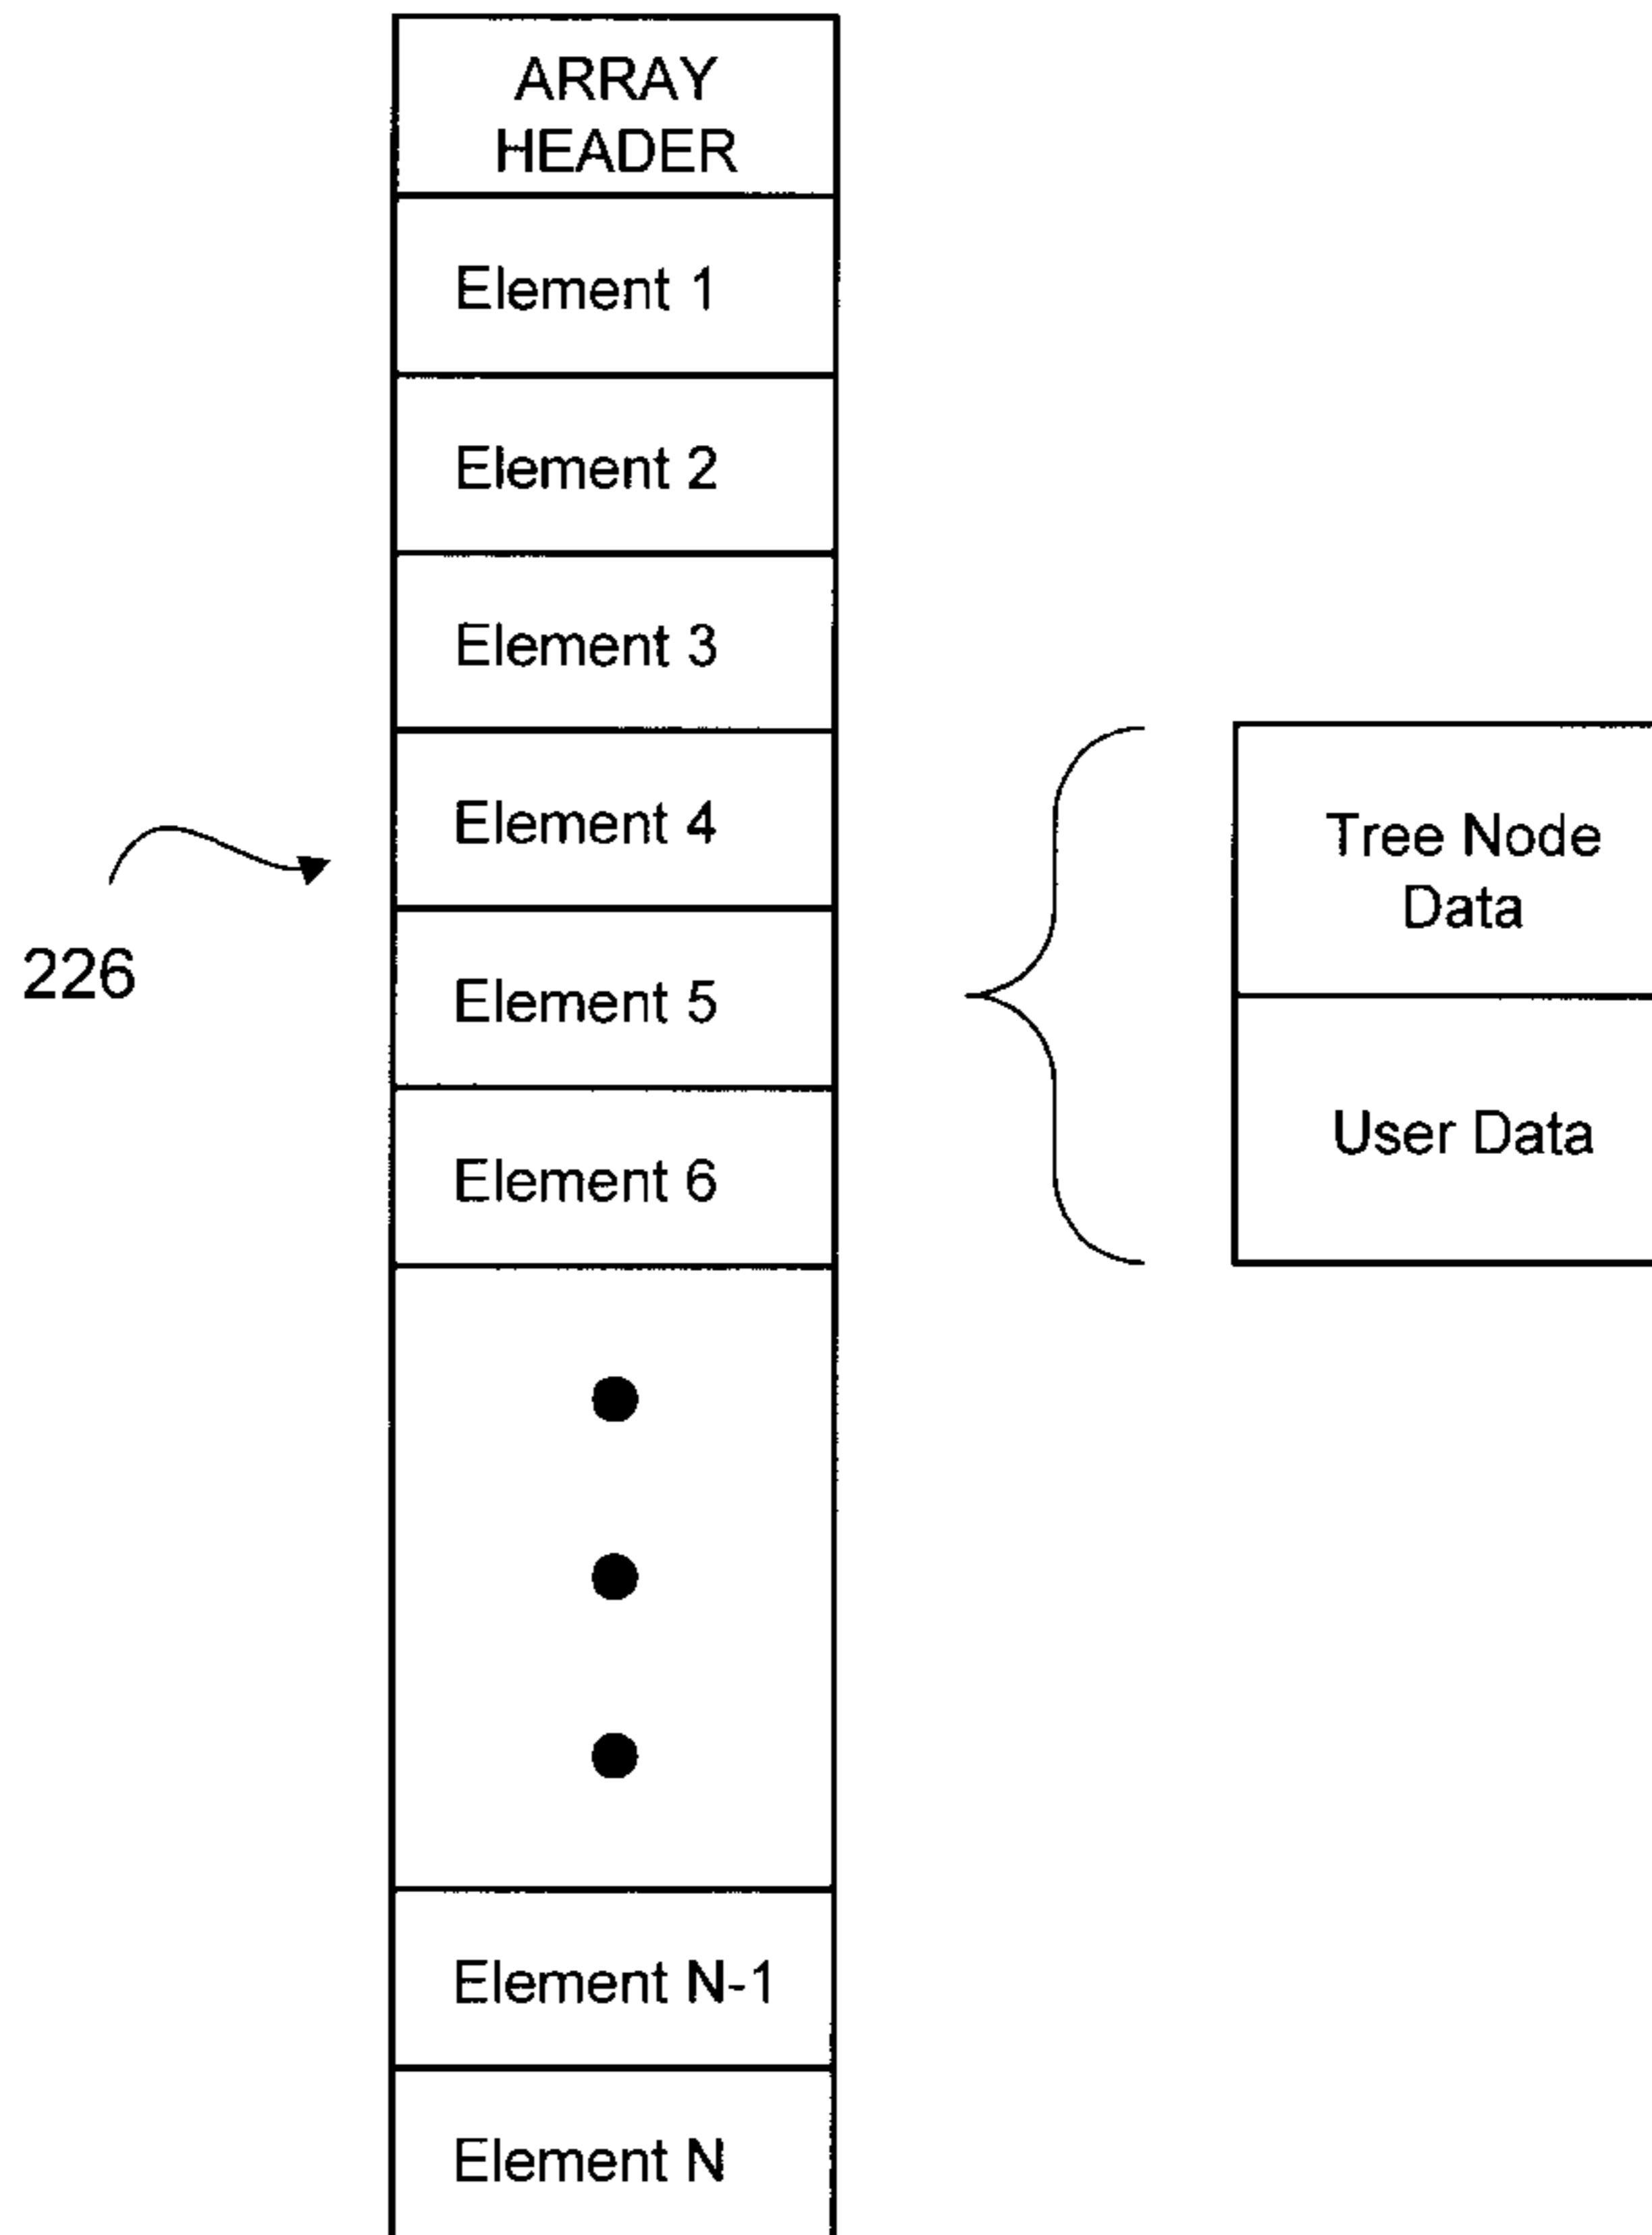 ARRAY
HEADER
Element 1
Element 2
Element 3
Element 4
Element 5
Element 6
Element N-1
Element N
226
Tree Node
Data
User Data